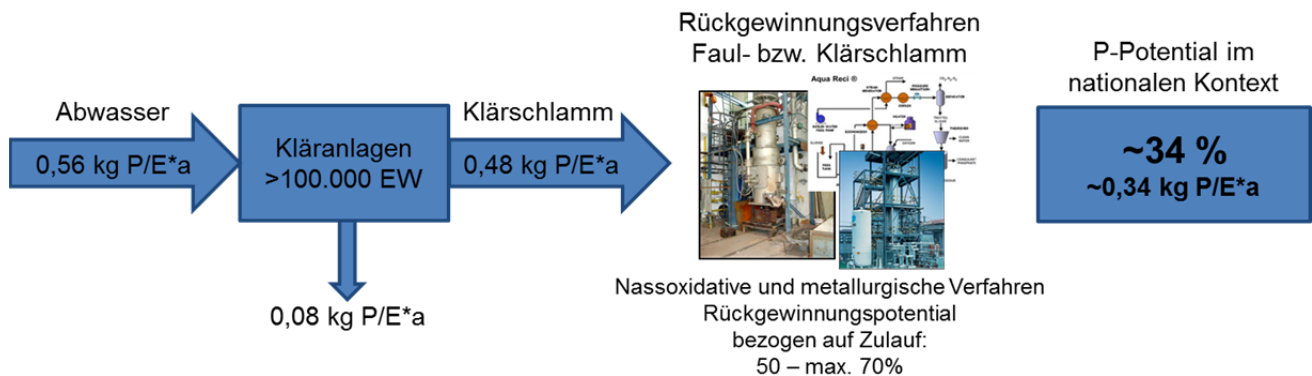 Rückgewinnungsverfahren
Faul- bzw. Klärschlamm
P-Potential im
nationalen Kontext
Abwasser
Klärschlamm
0,56 kg P/E*a
Kläranlagen
>100.000 EW
0,48 kg P/E*a
Aqua Reci ®
~34 %
~0,34 kg P/E*a
0,08 kg P/E*a
Nassoxidative und metallurgische Verfahren
Rückgewinnungspotential
bezogen auf Zulauf:
50 – max. 70%